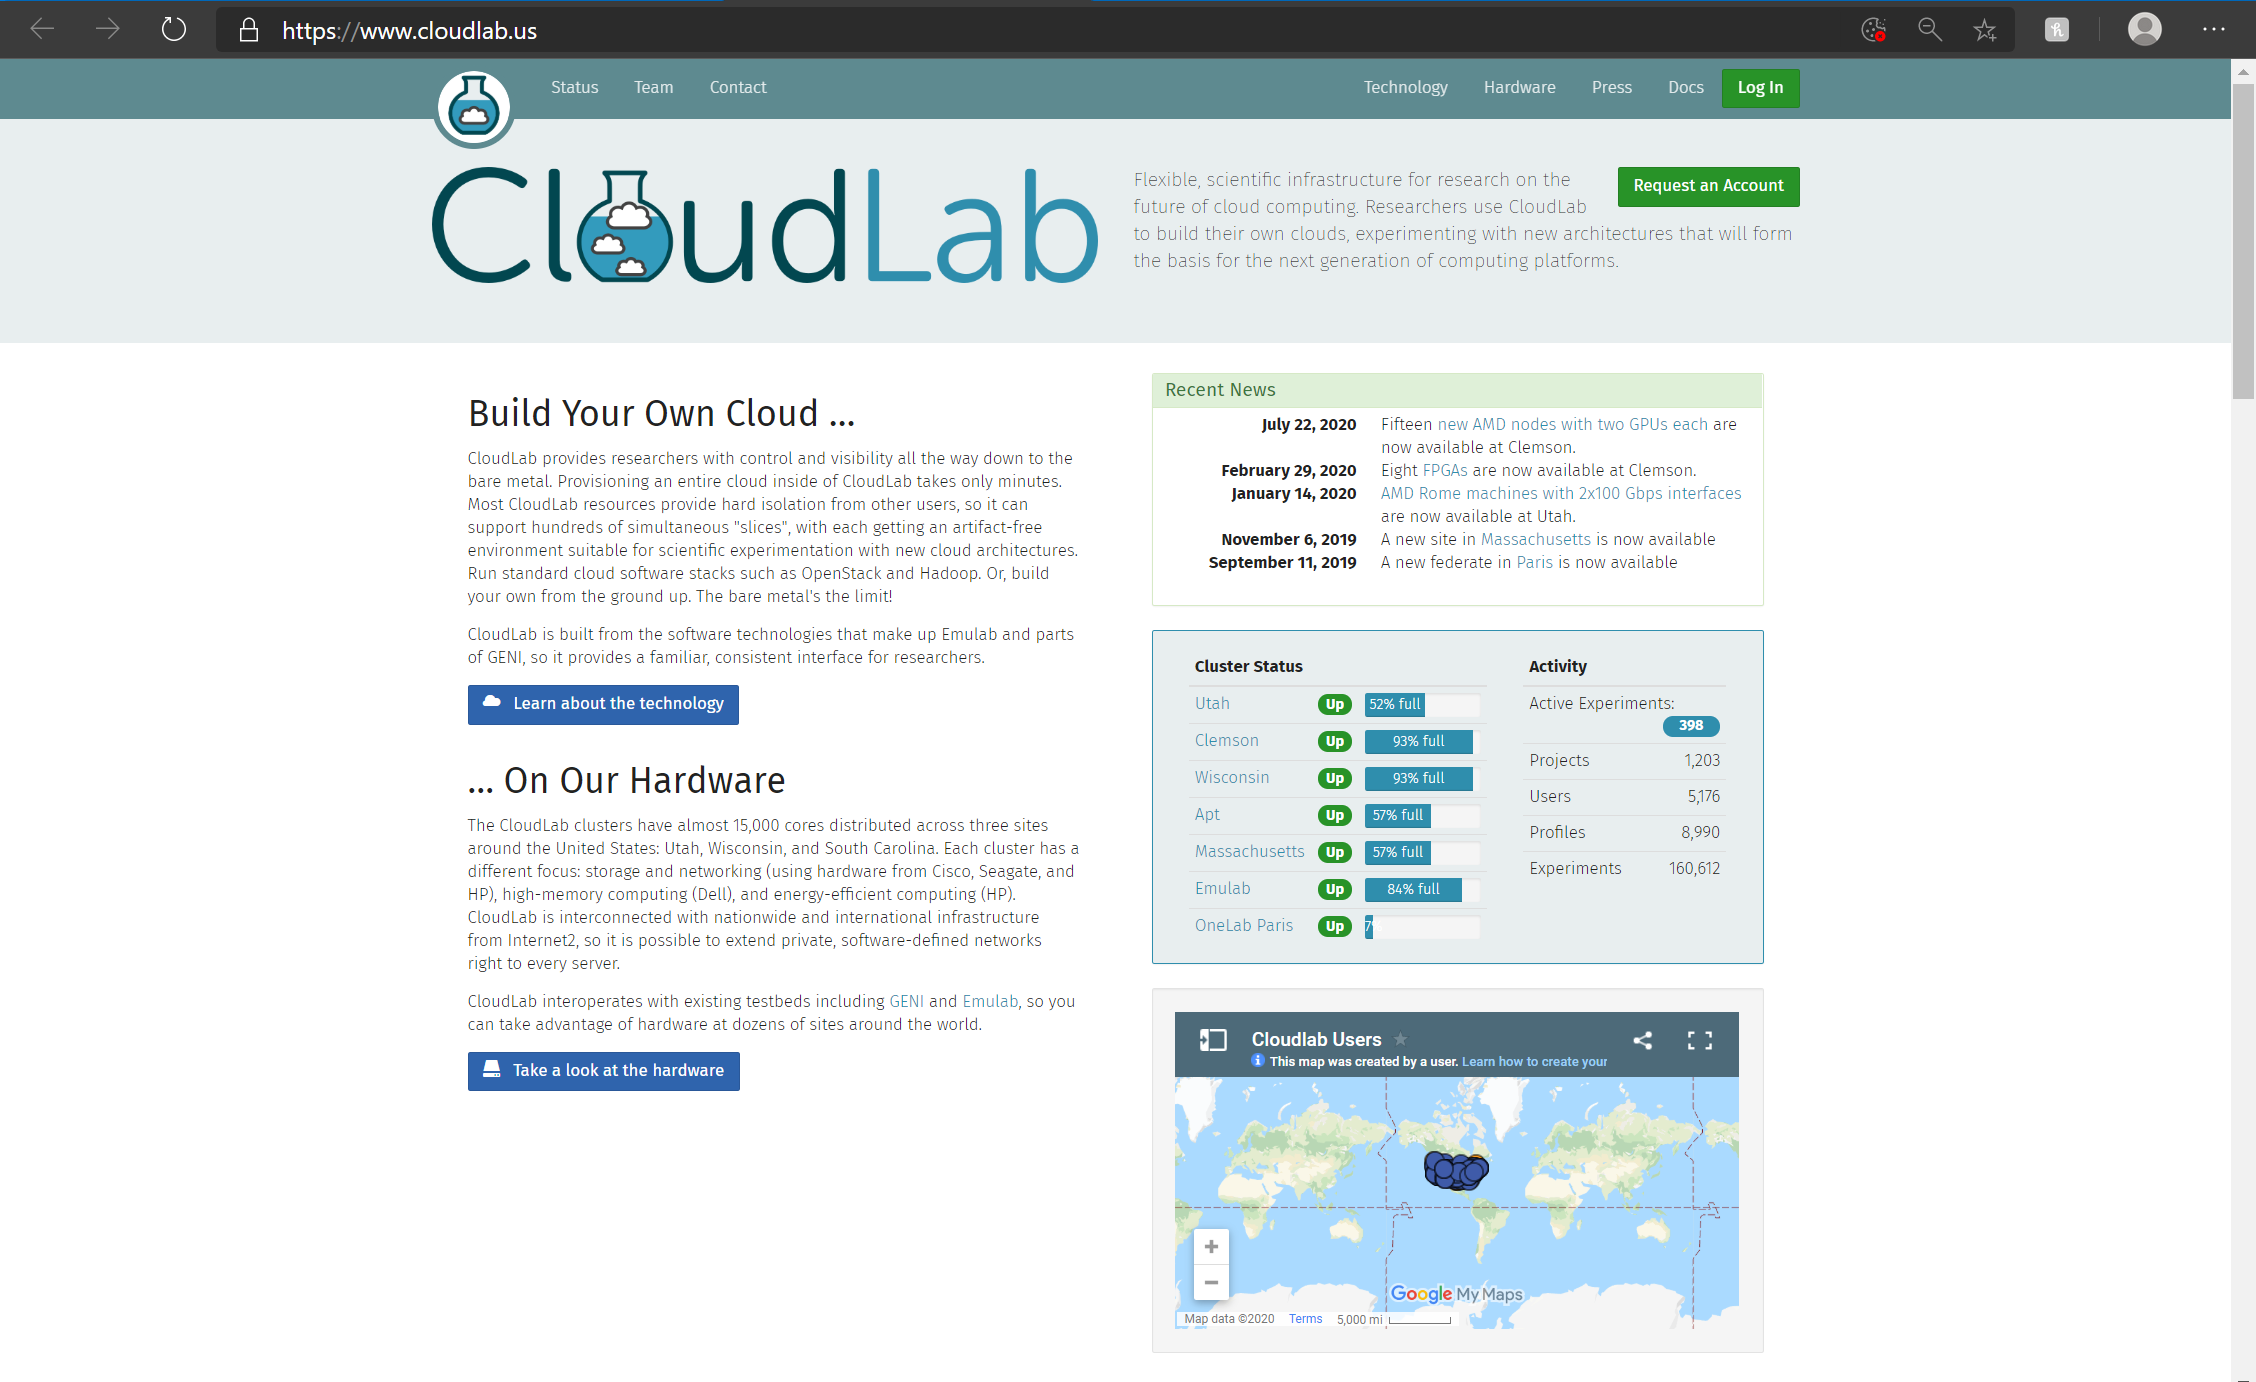 https://www.cloudlab.us
Status Team Contact Technology Hardware Press Docs Log In
CloudLab
Flexible, scientific infrastructure for research on the
future of cloud computing. Researchers use CloudLab
to build their own clouds, experimenting with new architectures that will form
the basis for the next generation of computing platforms.
Request an Account
Build Your Own Cloud ...
CloudLab provides researchers with control and visibility all the way down to the
bare metal. Provisioning an entire cloud inside of CloudLab takes only minutes.
Most CloudLab resources provide hard isolation from other users, so it can
support hundreds of simultaneous "slices", with each getting an artifact-free
environment suitable for scientific experimentation with new cloud architectures.
Run standard cloud software stacks such as OpenStack and Hadoop. Or, build
your own from the ground up. The bare metal's the limit!
CloudLab is built from the software technologies that make up Emulab and parts
of GENI, so it provides a familiar, consistent interface for researchers.
Learn about the technology
... On Our Hardware
The CloudLab clusters have almost 15,000 cores distributed across three sites
around the United States: Utah, Wisconsin, and South Carolina. Each cluster has a
different focus: storage and networking (using hardware from Cisco, Seagate, and
HP), high-memory computing (Dell), and energy-efficient computing (HP).
CloudLab is interconnected with nationwide and international infrastructure
from Internet2, so it is possible to extend private, software-defined networks
right to every server.
CloudLab interoperates with existing testbeds including GENI and Emulab, so you
can take advantage of hardware at dozens of sites around the world.
Take a look at the hardware
Recent News
July 22, 2020 Fifteen new AMD nodes with two GPUs each are
now available at Clemson.
February 29, 2020 Eight FPGAs are now available at Clemson.
January 14, 2020 AMD Rome machines with 2x100 Gbps interfaces
are now available at Utah.
November 6, 2019 A new site in Massachusetts is now available
September 11, 2019 A new federate in Paris is now available
Cluster Status
Utah Up 52% full
Clemson Up 93% full
Wisconsin Up 93% full
Apt Up 57% full
Massachusetts Up 57% full
Emulab Up 84% full
OneLab Paris Up 7%
Activity
Active Experiments:
398
Projects 1,203
Users 5,176
Profiles 8,990
Experiments 160,612
Cloudlab Users
This map was created by a user. Learn how to create your
Google My Maps
Map data ©2020 Terms 5,000 mi